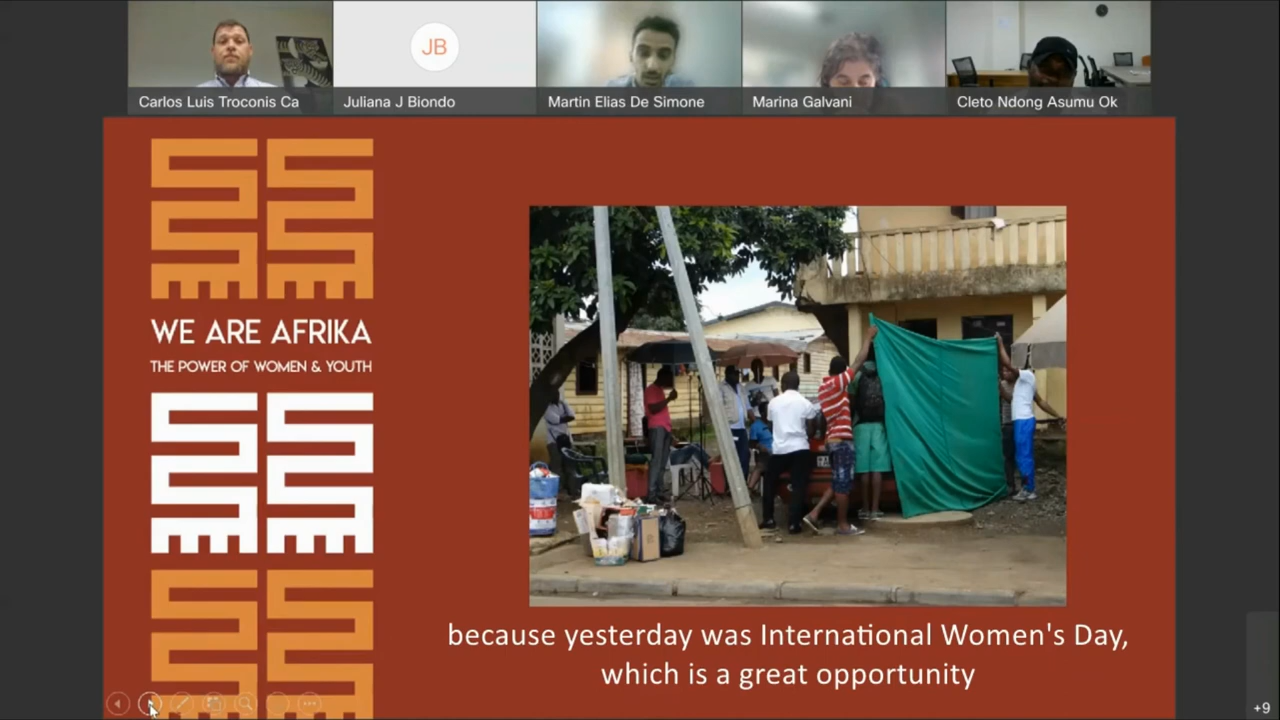 JB
Carlos Luis Troconis Ca
Juliana J Biondo
Martin Elias De Simone
Marina Galvani
Cleto Ndong Asumu Ok
WE ARE AFRIKA
THE POWER OF WOMEN & YOUTH
because yesterday was International Women's Day,
which is a great opportunity
+9